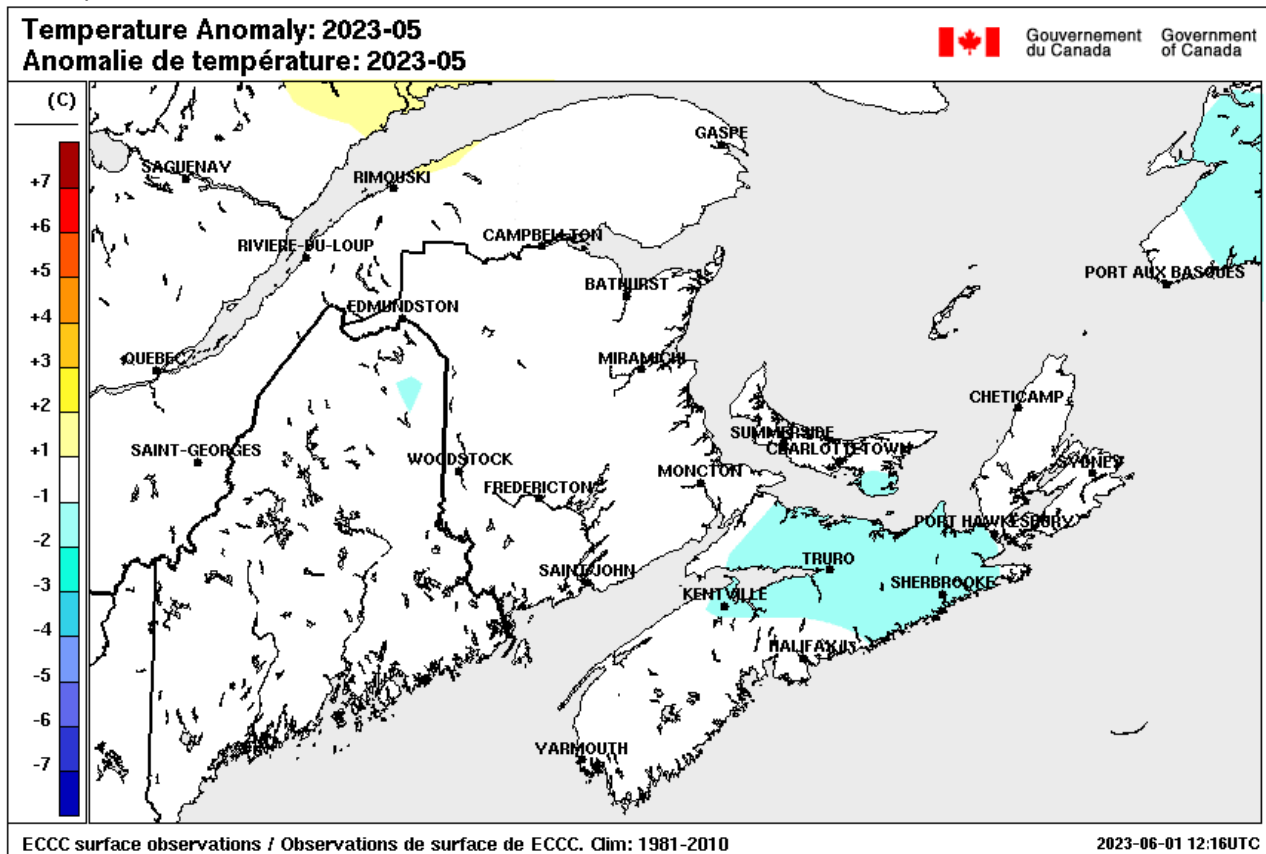 Temperature Anomaly: 2023-05
Anomalie de température: 2023-05
Gouvernement du Canada
Government of Canada
(C)
+7
+6
+5
+4
+3
+2
+1
-1
-2
-3
-4
-5
-6
-7
GASPE
SAGUENAY
RIMOUSKI
CAMPBELLTON
RIVIERE-DU-LOUP
PORT AUX BASQUES
BATHURST
EDMUNDSTON
QUEBEC
MIRAMICHI
CHETICAMP
SUMMERSIDE
CHARLOTTETOWN
SAINT-GEORGES
WOODSTOCK
MONCTON
SYDNEY
FREDERICTON
PORT HAWKESBURY
TRURO
SAINT JOHN
SHERBROOKE
KENTVILLE
HALIFAX
YARMOUTH
ECCC surface observations / Observations de surface de ECCC. Clim: 1981-2010
2023-06-01 12:16UTC